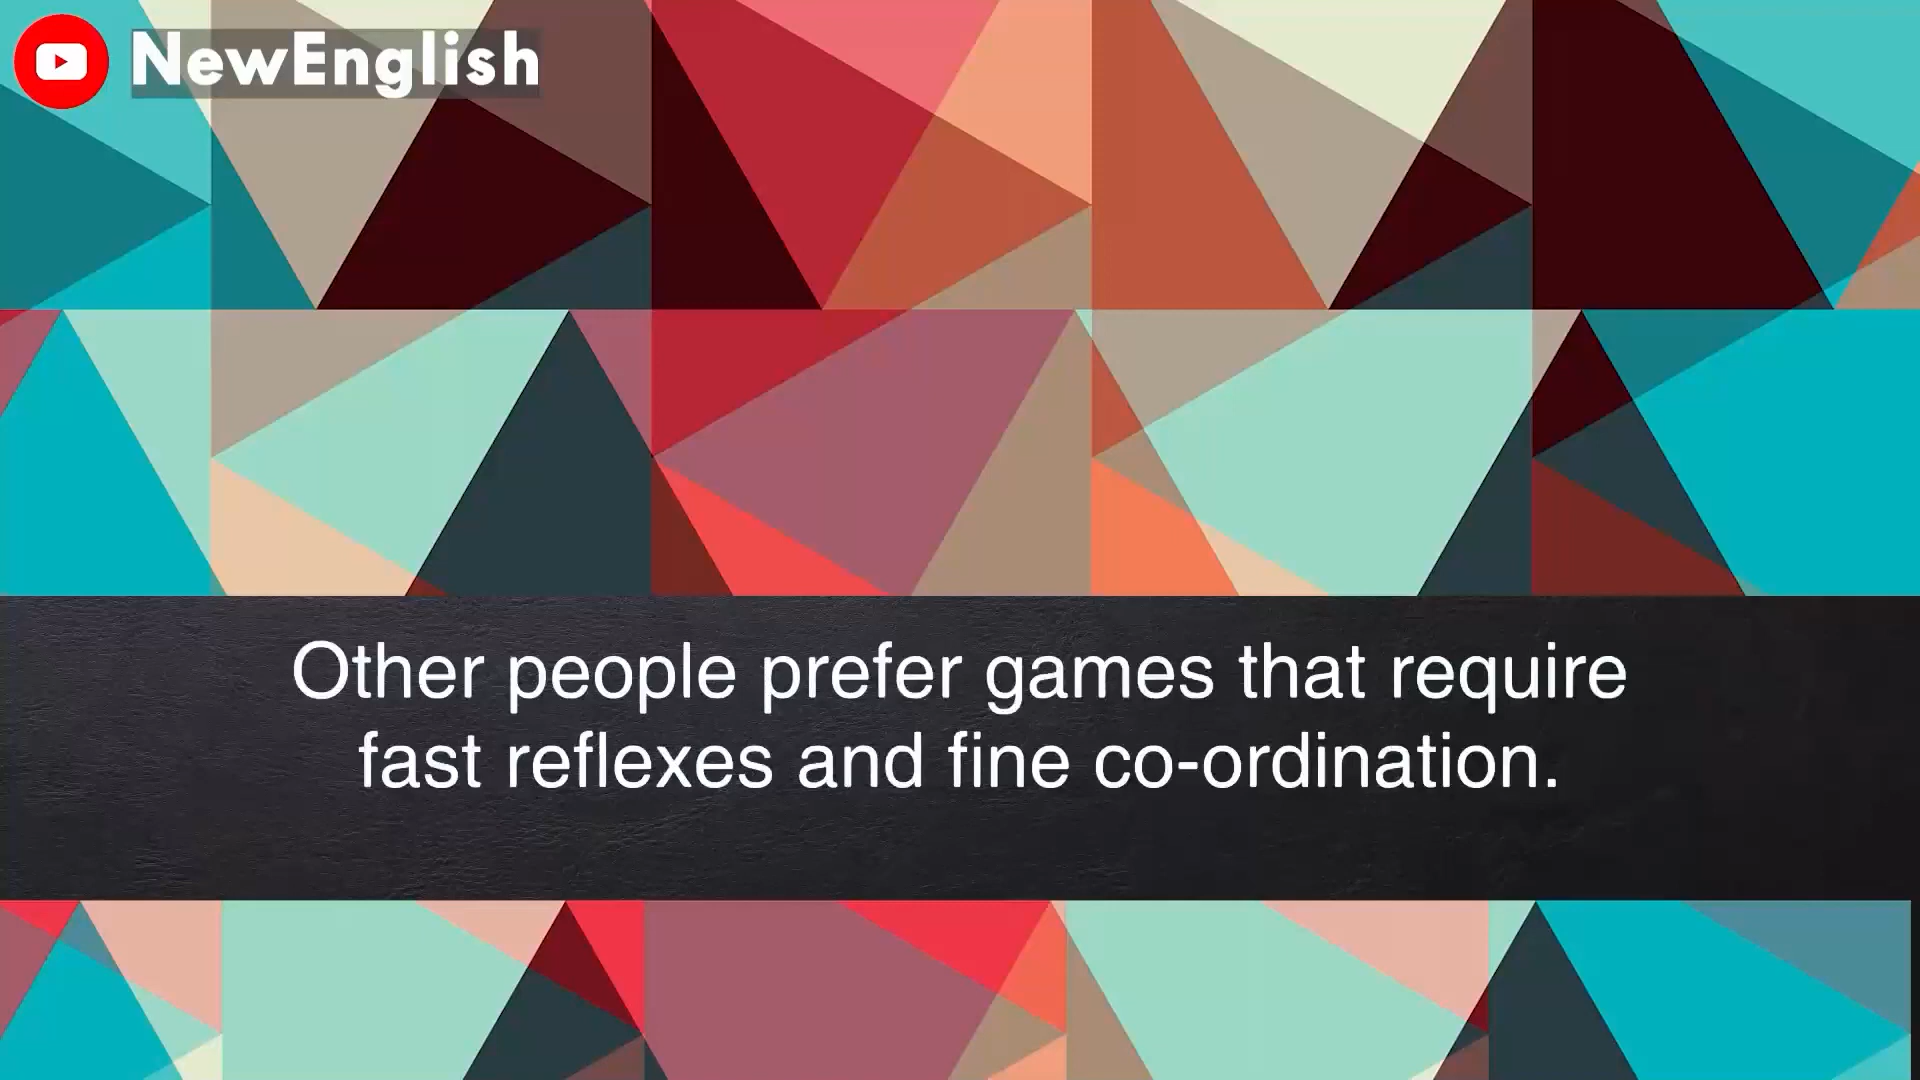 NewEnglish
Other people prefer games that require
fast reflexes and fine co-ordination.